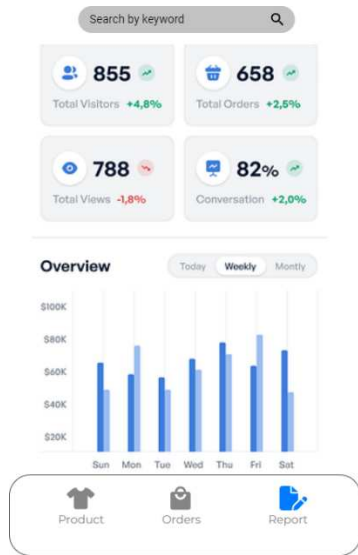 Search by keyword
855 658
Total Visitors +4,8% Total Orders +2,5%
788 82%
Total Views -1,8% Conversation +2,0%
Overview Today Weekly Montly
$100K
$80K
$60K
$40K
$20K
Sun Mon Tue Wed Thu Fri Sat
Product Orders Report